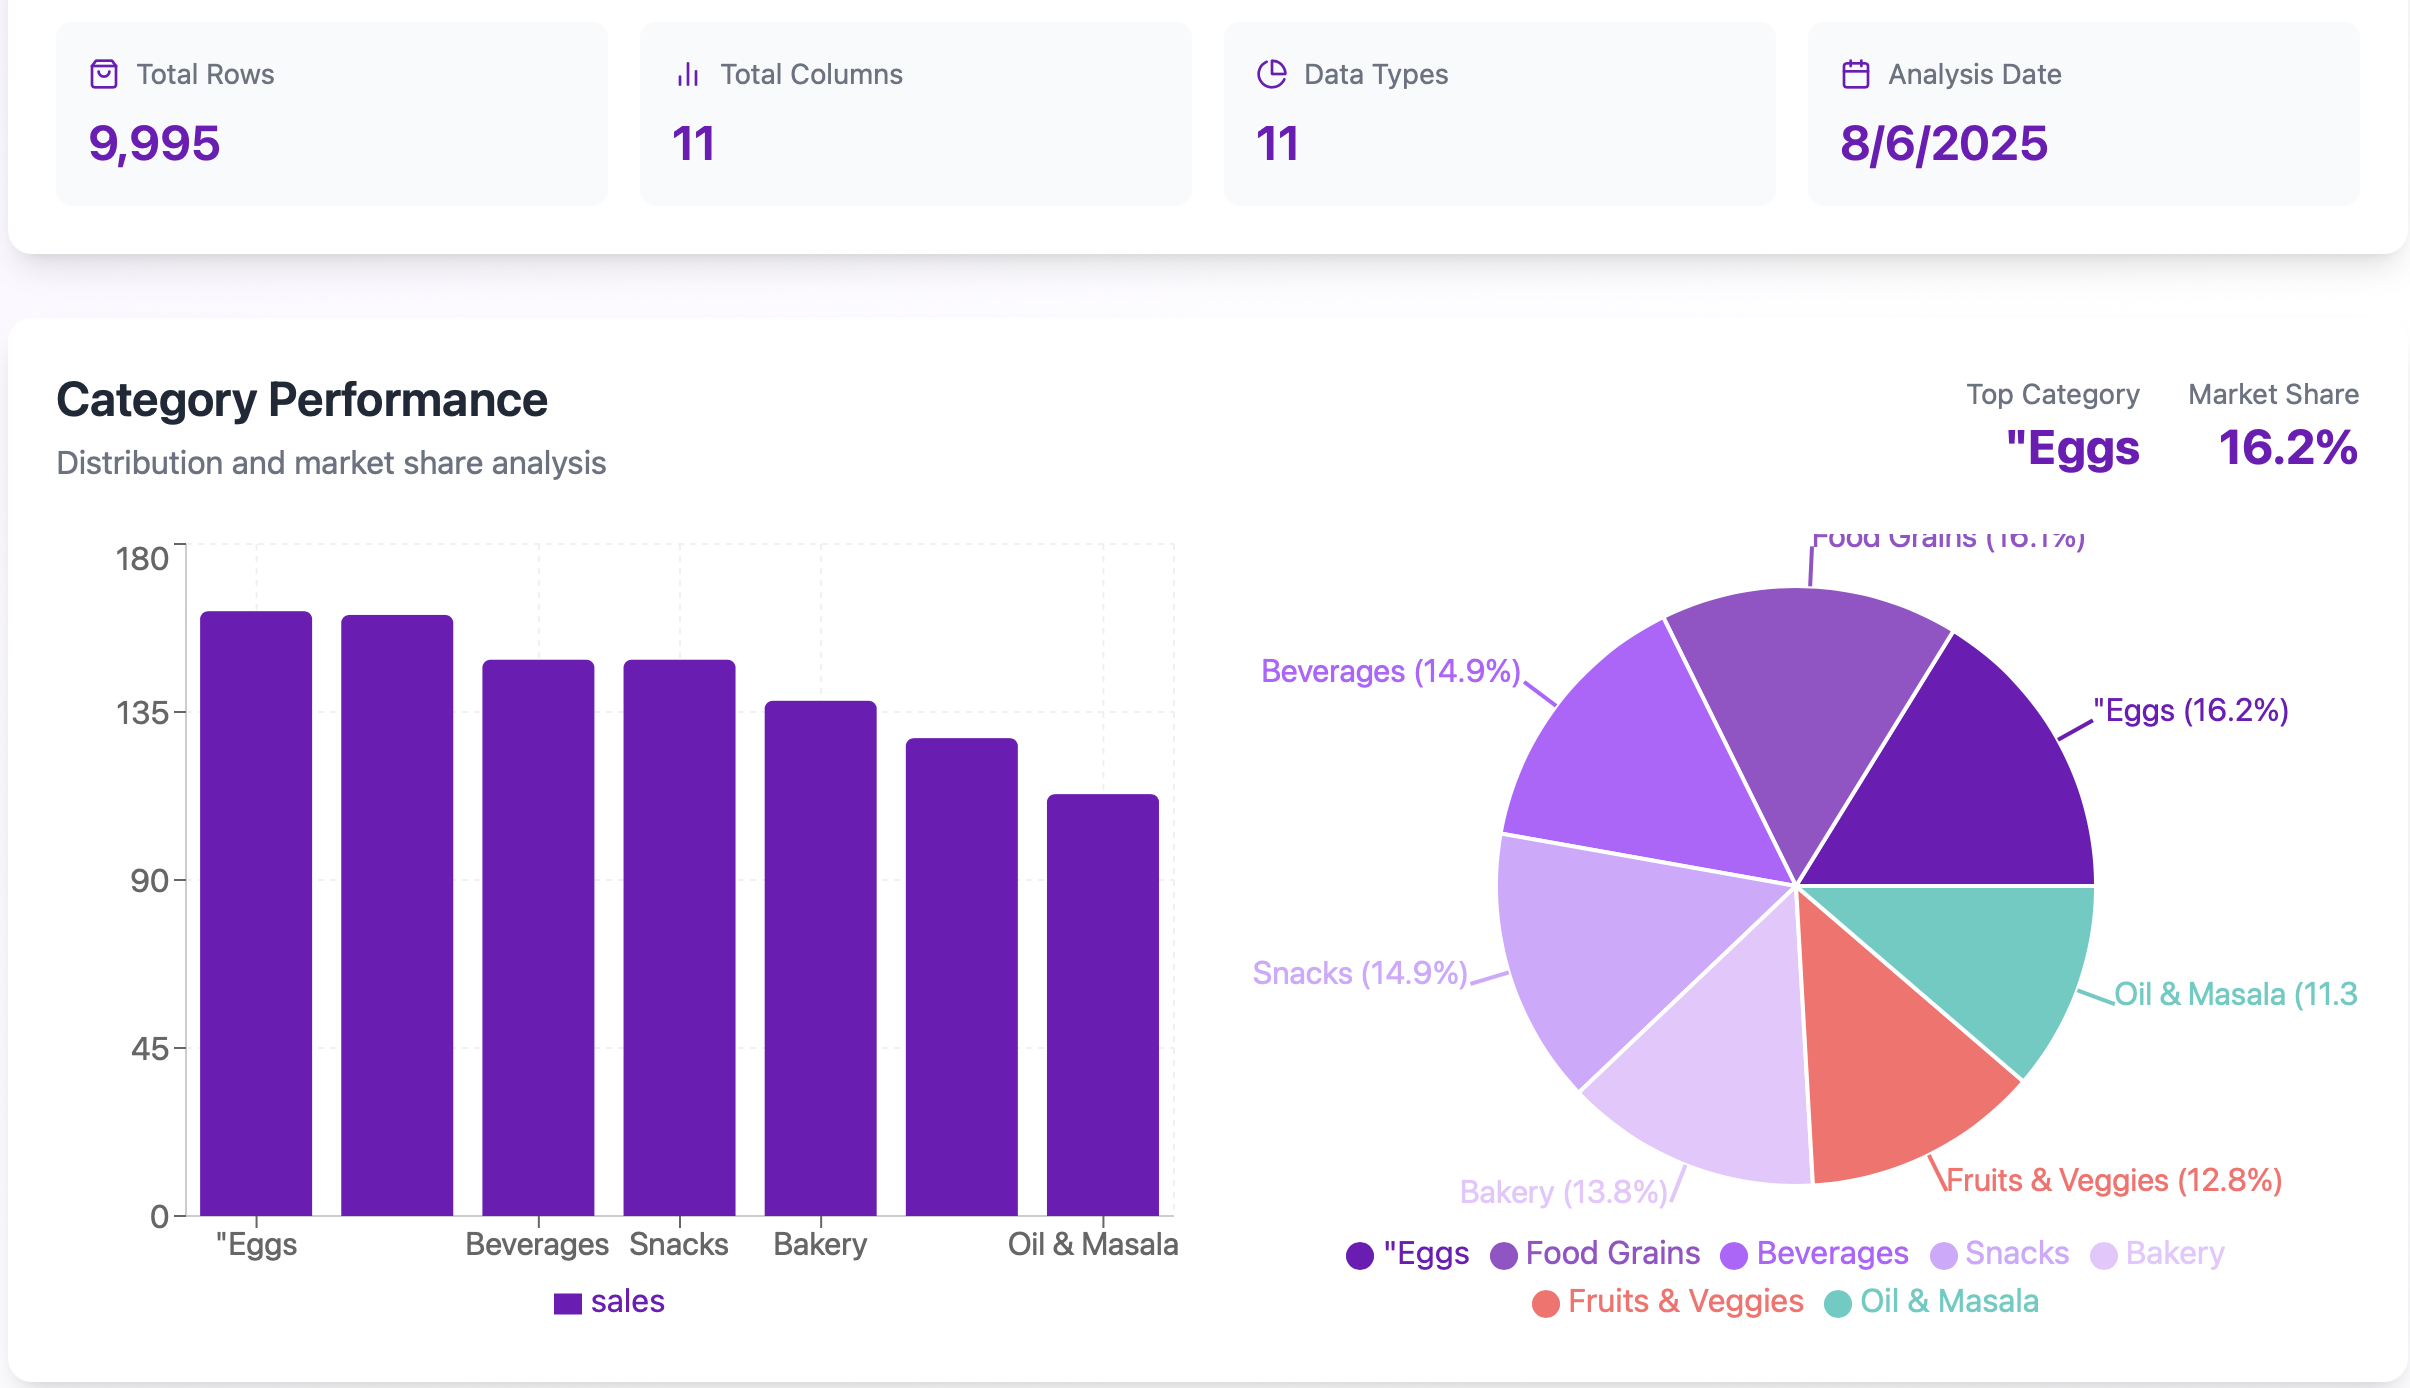 Total Rows
9,995
Total Columns
11
Data Types
11
Analysis Date
8/6/2025
Category Performance
Distribution and market share analysis
Top Category
"Eggs
Market Share
16.2%
180
135
90
45
0
"Eggs
Beverages
Snacks
Bakery
Oil & Masala
sales
Food Grains (16.1%)
Beverages (14.9%)
"Eggs (16.2%)
Snacks (14.9%)
Oil & Masala (11.3
Bakery (13.8%)
Fruits & Veggies (12.8%)
"Eggs Food Grains Beverages Snacks Bakery
Fruits & Veggies Oil & Masala